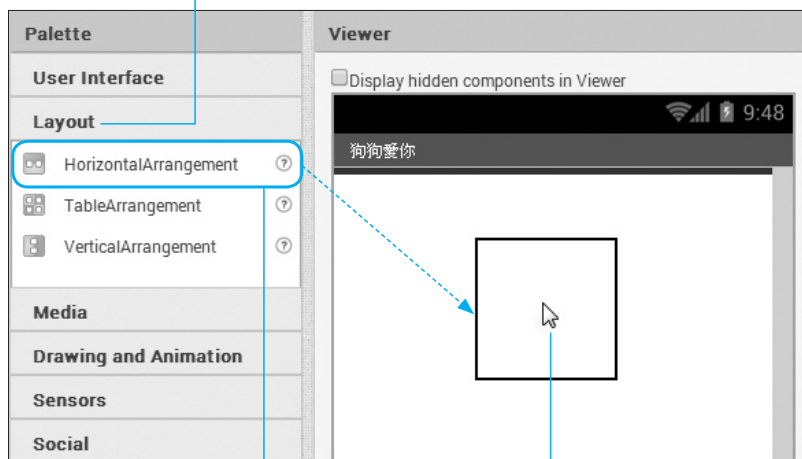 Palette
User Interface
Layout
HorizontalArrangement ?
TableArrangement ?
VerticalArrangement ?
Media
Drawing and Animation
Sensors
Social
Viewer
Display hidden components in Viewer
9:48
狗狗愛你